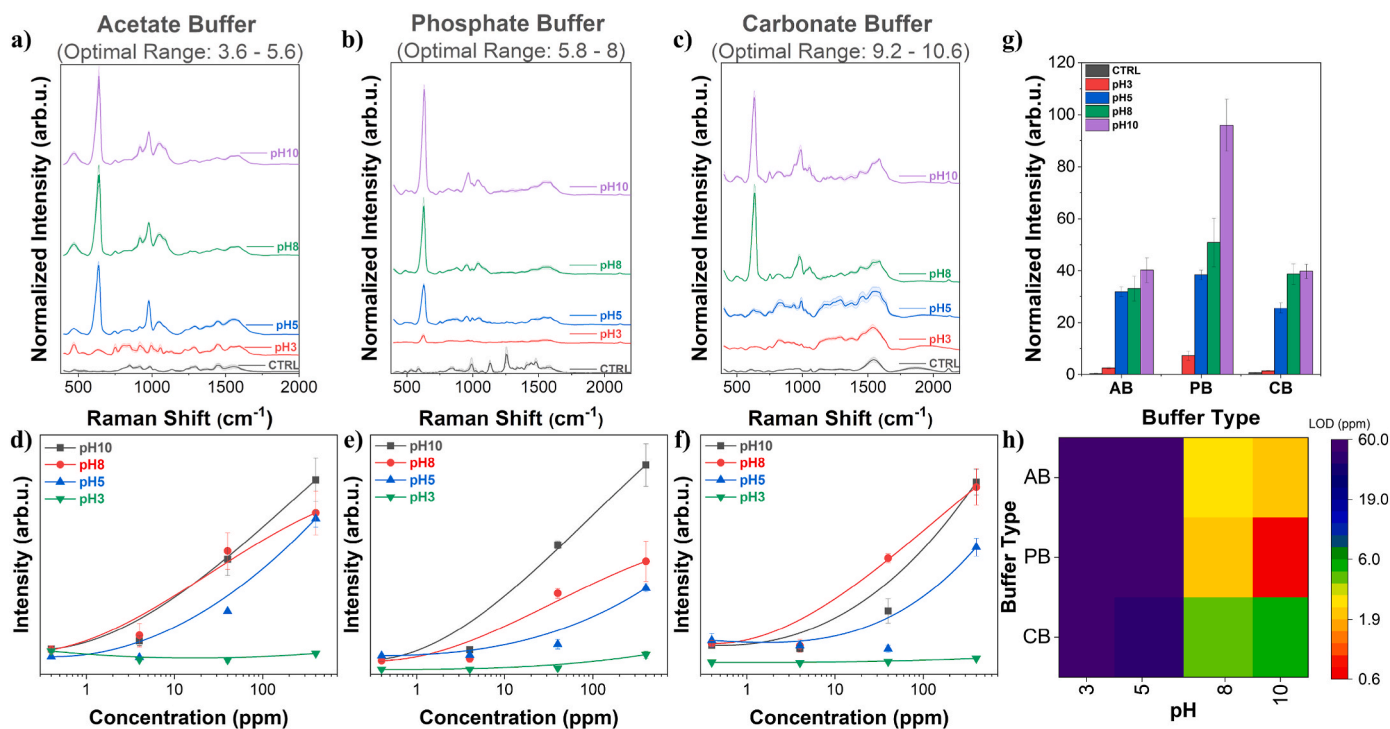 Acetate Buffer
(Optimal Range: 3.6 - 5.6)
Phosphate Buffer
(Optimal Range: 5.8 - 8)
Carbonate Buffer
(Optimal Range: 9.2 - 10.6)
a)
Normalized Intensity (arb.u.)
pH10
pH8
pH5
pH3
CTRL
500 1000 1500 2000
Raman Shift (cm⁻¹)
b)
Normalized Intensity (arb.u.)
pH10
pH8
pH5
pH3
CTRL
500 1000 1500 2000
Raman Shift (cm⁻¹)
c)
Normalized Intensity (arb.u.)
pH10
pH8
pH5
pH3
CTRL
500 1000 1500 2000
Raman Shift (cm⁻¹)
g)
Normalized Intensity (arb.u.)
120
100
80
60
40
20
0
CTRL
pH3
pH5
pH8
pH10
AB PB CB
Buffer Type
d)
Intensity (arb.u.)
pH10
pH8
pH5
pH3
1 10 100
Concentration (ppm)
e)
Intensity (arb.u.)
pH10
pH8
pH5
pH3
1 10 100
Concentration (ppm)
f)
Intensity (arb.u.)
pH10
pH8
pH5
pH3
1 10 100
Concentration (ppm)
h)
Buffer Type
AB
PB
CB
3 5 8 10
pH
LOD (ppm)
60.0
19.0
6.0
1.9
0.6